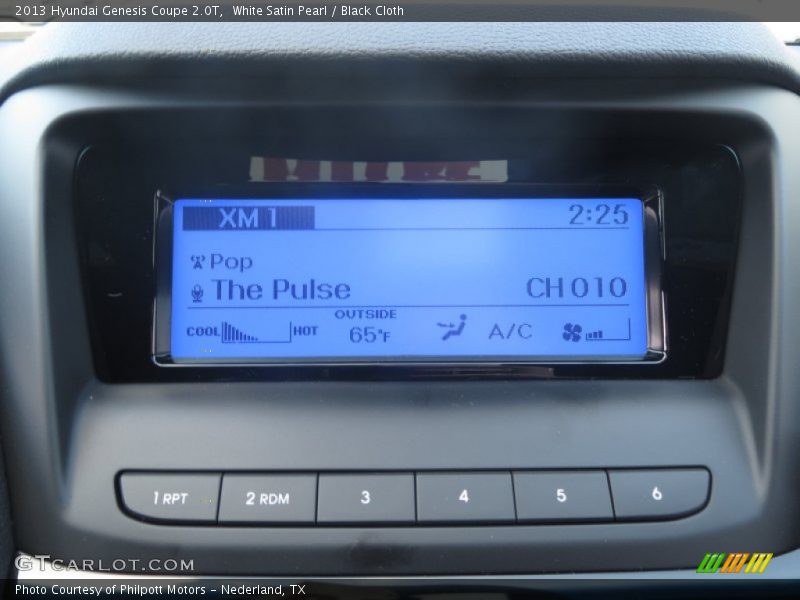 2013 Hyundai Genesis Coupe 2.0T,  White Satin Pearl / Black Cloth
XM 1
2:25
Pop
The Pulse
CH 010
OUTSIDE
COOL
HOT
65°F
A/C
1 RPT
2 RDM
3
4
5
6
GTCARLOT.COM
Photo Courtesy of Philpott Motors - Nederland, TX